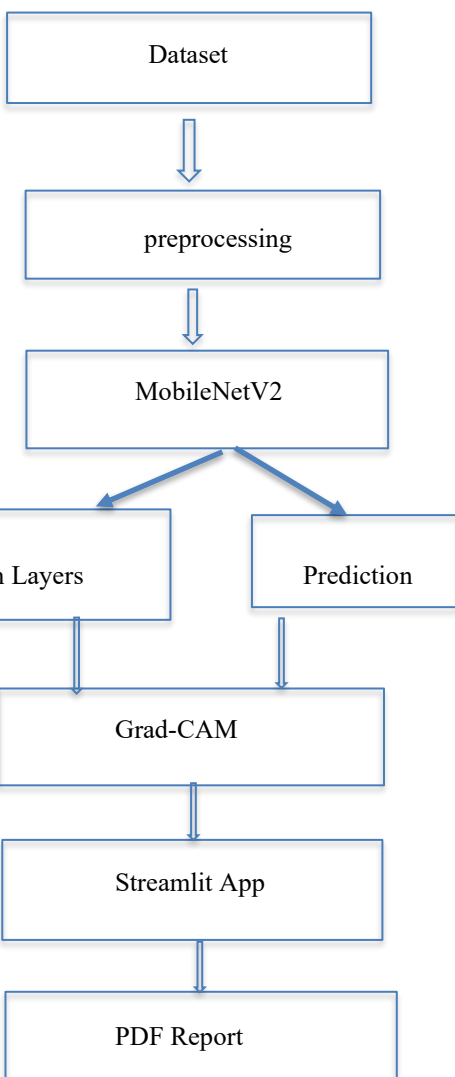 Dataset
preprocessing
MobileNetV2
Layers
Prediction
Grad-CAM
Streamlit App
PDF Report